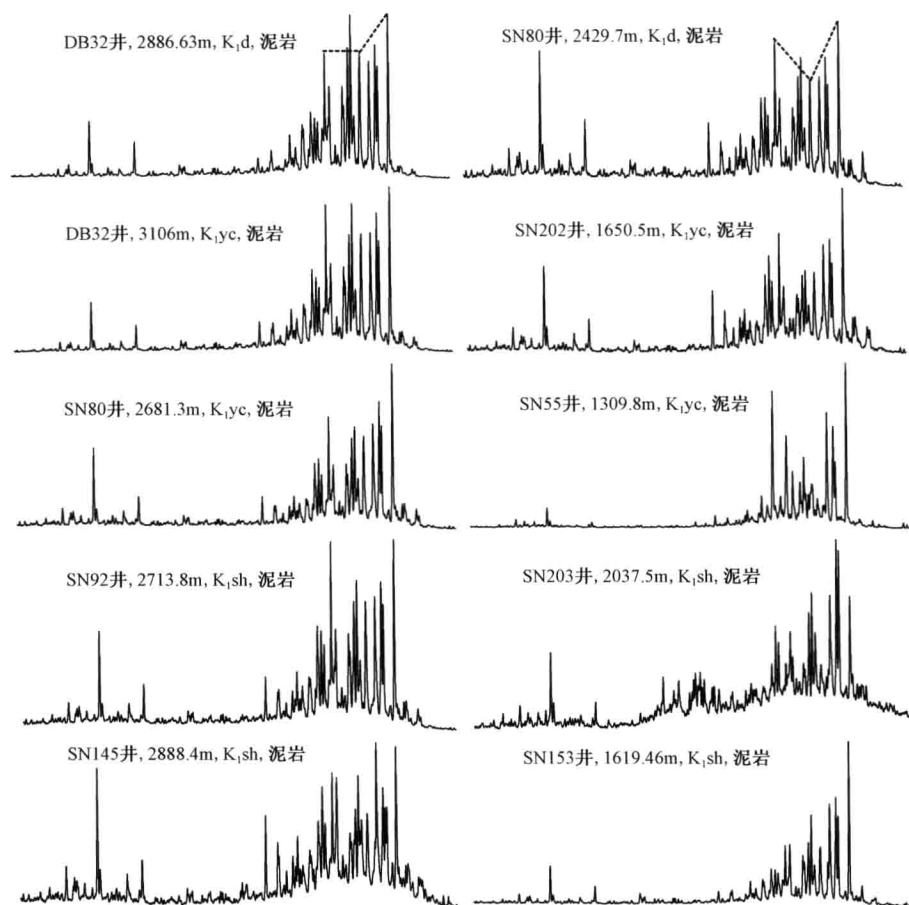 DB32井, 2886.63m, K₁d, 泥岩
SN80井, 2429.7m, K₁d, 泥岩
DB32井, 3106m, K₁yc, 泥岩
SN202井, 1650.5m, K₁yc, 泥岩
SN80井, 2681.3m, K₁yc, 泥岩
SN55井, 1309.8m, K₁yc, 泥岩
SN92井, 2713.8m, K₁sh, 泥岩
SN203井, 2037.5m, K₁sh, 泥岩
SN145井, 2888.4m, K₁sh, 泥岩
SN153井, 1619.46m, K₁sh, 泥岩